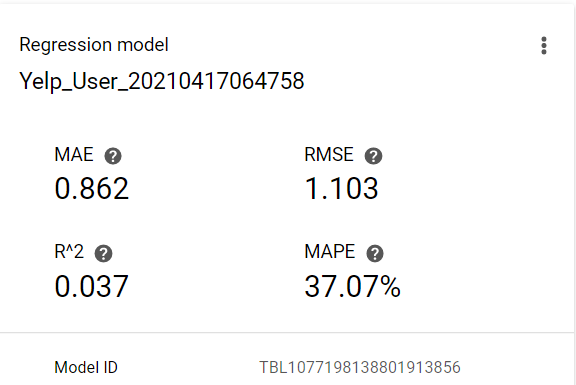 Regression model
Yelp_User_20210417064758
MAE ?
RMSE ?
0.862
1.103
R^2 ?
MAPE ?
0.037
37.07%
Model ID
TBL1077198138801913856